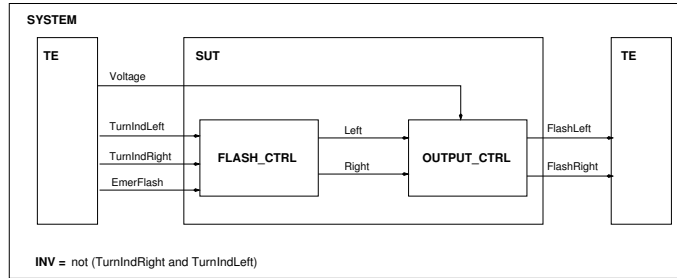 SYSTEM
TE
SUT
TE
Voltage
TurnIndLeft
TurnIndRight
EmerFlash
FLASH_CTRL
Left
Right
OUTPUT_CTRL
FlashLeft
FlashRight
INV = not (TurnIndRight and TurnIndLeft)